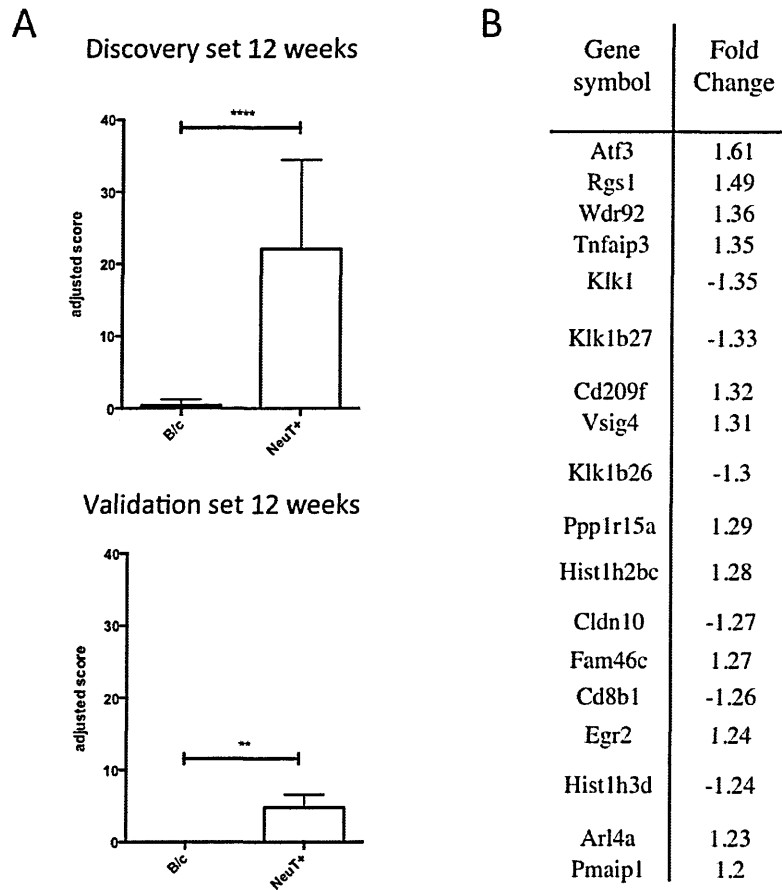 A
Discovery set 12 weeks
****
40
30
20
10
0
adjusted score
B/c
NeuT+
Validation set 12 weeks
**
40
30
20
10
0
adjusted score
B/c
NeuT+
B
Gene symbol Fold Change
Atf3 1.61
Rgs1 1.49
Wdr92 1.36
Tnfaip3 1.35
Klk1 -1.35
Klk1b27 -1.33
Cd209f 1.32
Vsig4 1.31
Klk1b26 -1.3
Ppp1r15a 1.29
Hist1h2bc 1.28
Cldn10 -1.27
Fam46c 1.27
Cd8b1 -1.26
Egr2 1.24
Hist1h3d -1.24
Arl4a 1.23
Pmaip1 1.2